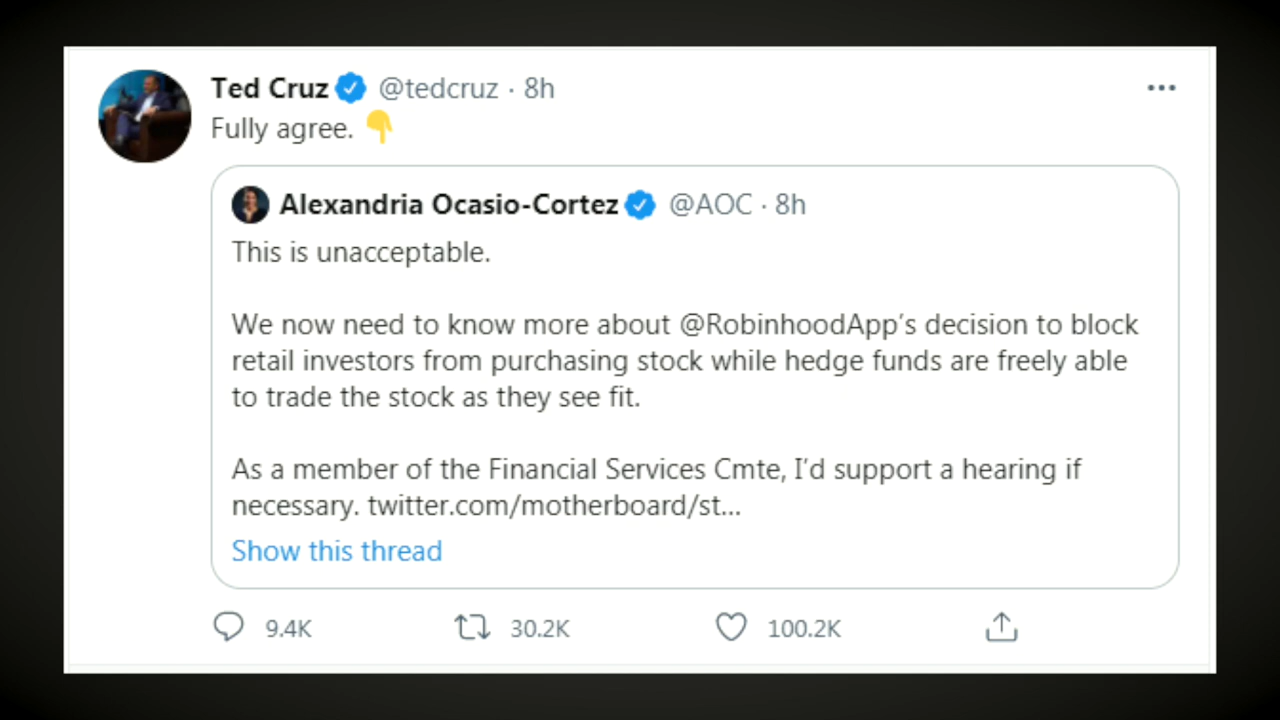 Ted Cruz @tedcruz · 8h
Fully agree. 👇
Alexandria Ocasio-Cortez @AOC · 8h
This is unacceptable.
We now need to know more about @RobinhoodApp’s decision to block
retail investors from purchasing stock while hedge funds are freely able
to trade the stock as they see fit.
As a member of the Financial Services Cmte, I’d support a hearing if
necessary. twitter.com/motherboard/st...
Show this thread
9.4K 30.2K 100.2K